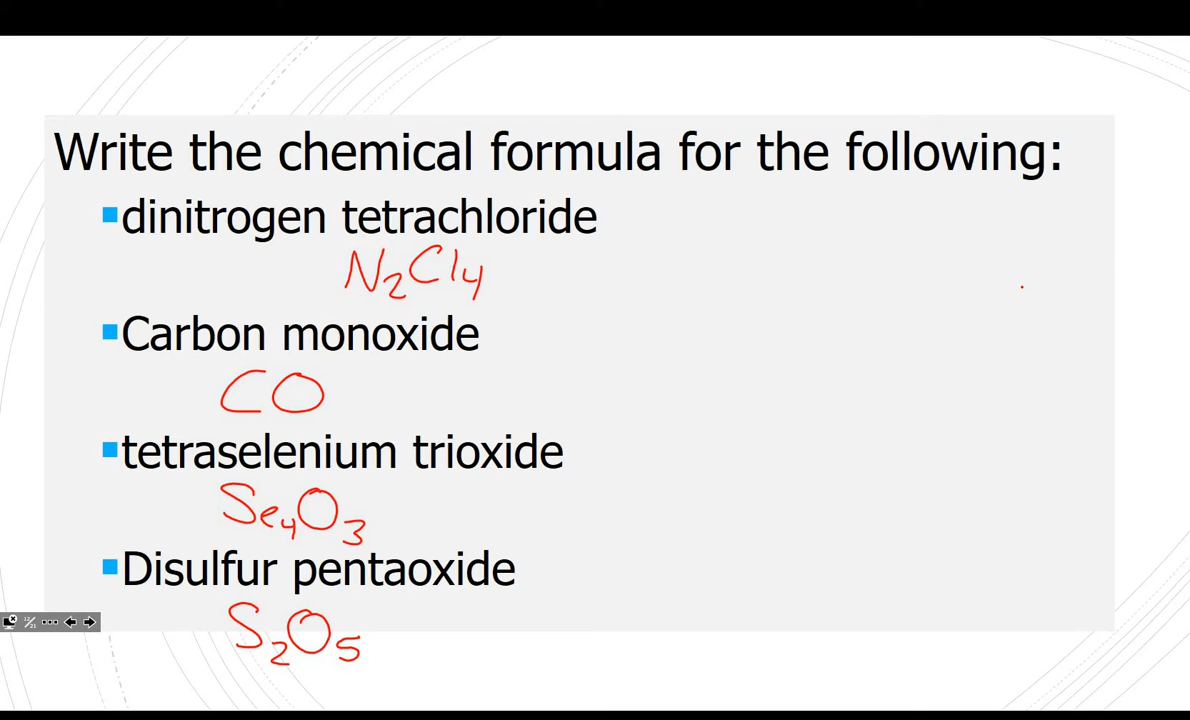 Write the chemical formula for the following:
▪dinitrogen tetrachloride
N₂Cl₄
▪Carbon monoxide
CO
▪tetraselenium trioxide
Se₄O₃
▪Disulfur pentaoxide
S₂O₅